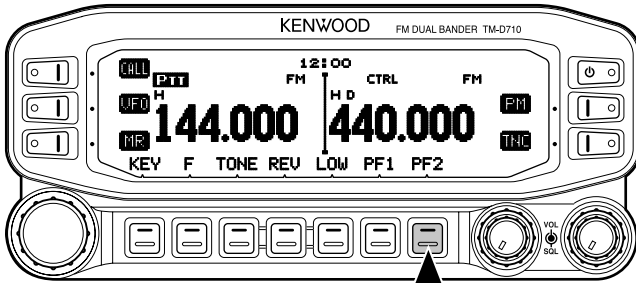 KENWOOD FM DUAL BANDER TM-D710
12:00
CALL PTT FM CTRL FM
VFO H H D PM
MR 144.000 440.000 TNC
KEY F TONE REV LOW PF1 PF2
VOL
SQL